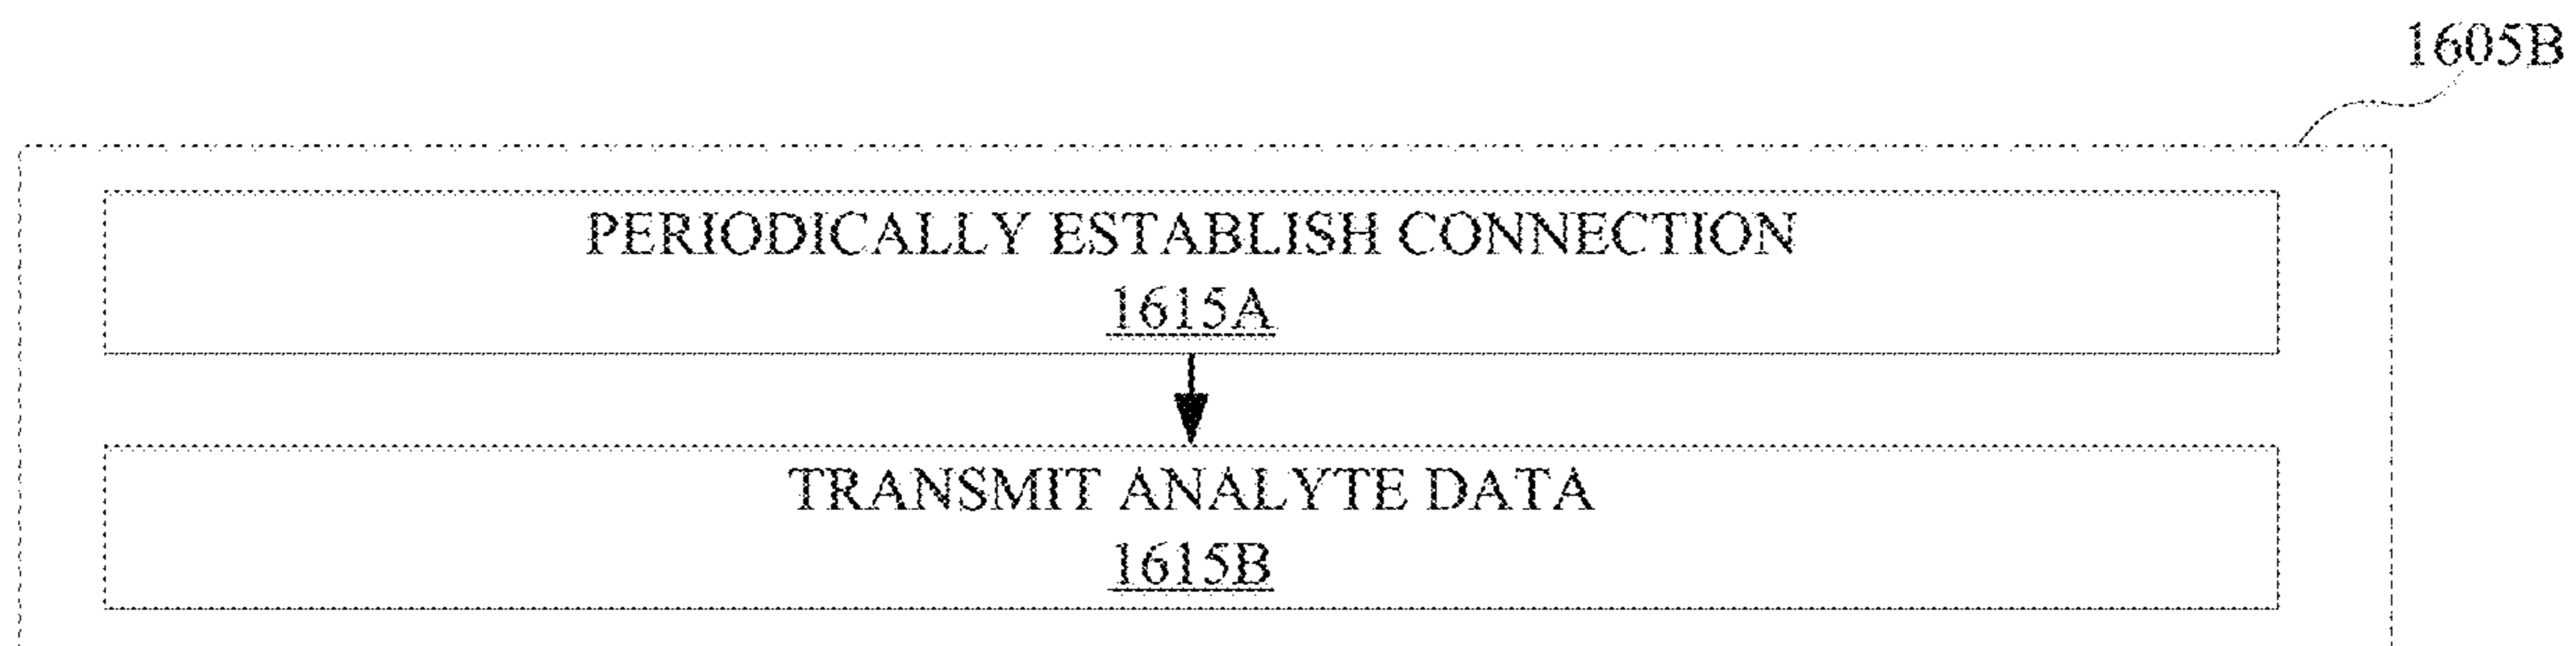 1605B
PERIODICALLY ESTABLISH CONNECTION
1615A
TRANSMIT ANALYTE DATA
1615B